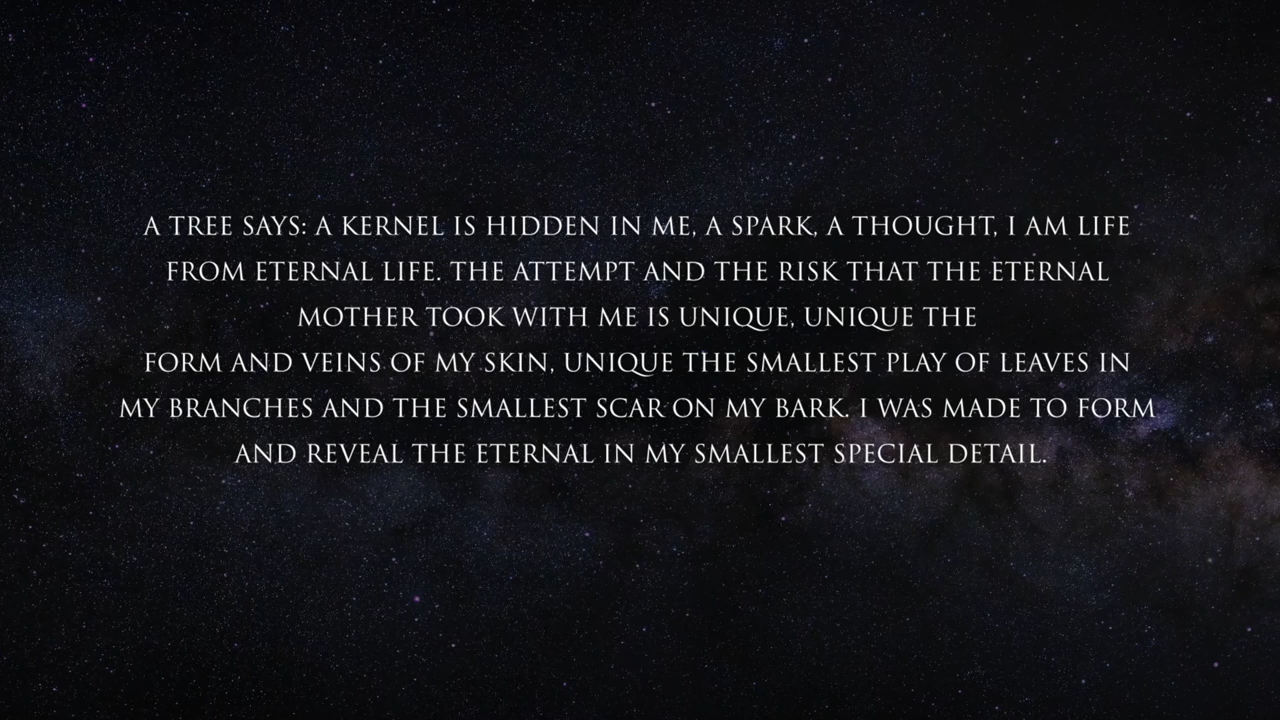 A TREE SAYS: A KERNEL IS HIDDEN IN ME, A SPARK, A THOUGHT, I AM LIFE
FROM ETERNAL LIFE. THE ATTEMPT AND THE RISK THAT THE ETERNAL
MOTHER TOOK WITH ME IS UNIQUE, UNIQUE THE
FORM AND VEINS OF MY SKIN, UNIQUE THE SMALLEST PLAY OF LEAVES IN
MY BRANCHES AND THE SMALLEST SCAR ON MY BARK. I WAS MADE TO FORM
AND REVEAL THE ETERNAL IN MY SMALLEST SPECIAL DETAIL.